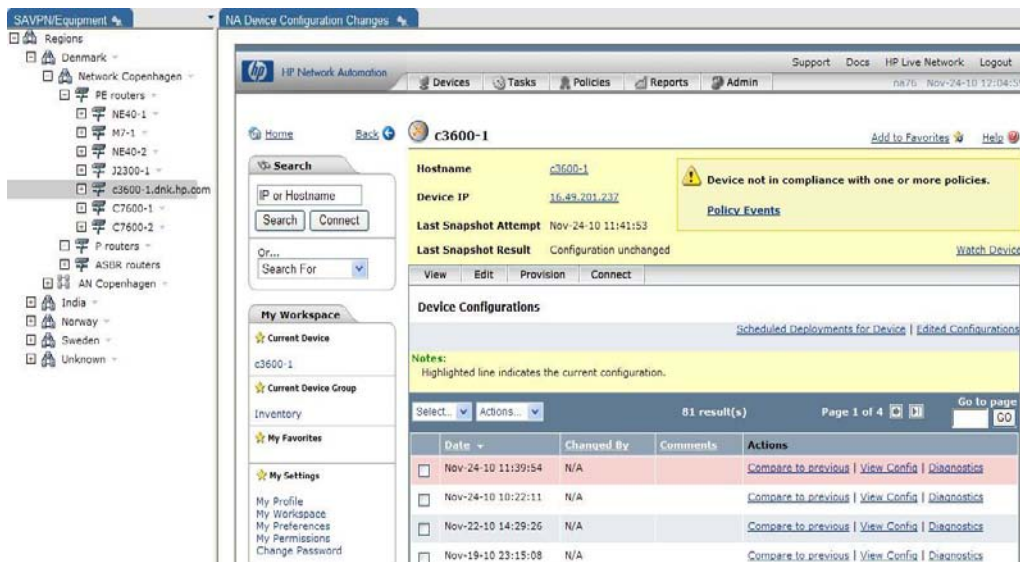 SAVPN/Equipment
NA Device Configuration Changes
Regions
Denmark
Network Copenhagen
PE routers
NE40-1
M7-1
NE40-2
J2300-1
c3600-1.dnk.hp.com
C7600-1
C7600-2
P routers
ASBR routers
AN Copenhagen
India
Norway
Sweden
Unknown
hp HP Network Automation
Support Docs HP Live Network Logout
Devices Tasks Policies Reports Admin
na76 Nov-24-10 12:04:5
Home Back
Search
IP or Hostname
Search Connect
Or...
Search For
My Workspace
Current Device
c3600-1
Current Device Group
Inventory
My Favorites
My Settings
My Profile
My Workspace
My Preferences
My Permissions
Change Password
c3600-1
Add to Favorites Help
Hostname c3600-1
Device IP 16.49.201.237
Last Snapshot Attempt Nov-24-10 11:41:53
Last Snapshot Result Configuration unchanged
Device not in compliance with one or more policies.
Policy Events
Watch Device
View Edit Provision Connect
Device Configurations
Scheduled Deployments for Device | Edited Configurations
Notes:
Highlighted line indicates the current configuration.
Select... Actions... 81 result(s) Page 1 of 4 Go to page GO
Date Changed By Comments Actions
Nov-24-10 11:39:54 N/A Compare to previous | View Config | Diagnostics
Nov-24-10 10:22:11 N/A Compare to previous | View Config | Diagnostics
Nov-22-10 14:29:26 N/A Compare to previous | View Config | Diagnostics
Nov-19-10 23:15:08 N/A Compare to previous | View Config | Diagnostics